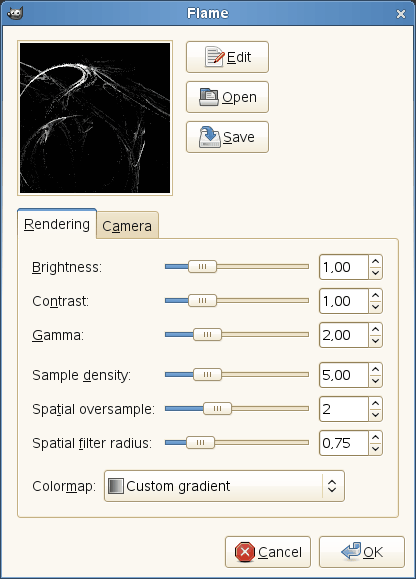 Flame
Edit
Open
Save
Rendering Camera
Brightness: 1,00
Contrast: 1,00
Gamma: 2,00
Sample density: 5,00
Spatial oversample: 2
Spatial filter radius: 0,75
Colormap: Custom gradient
Cancel OK